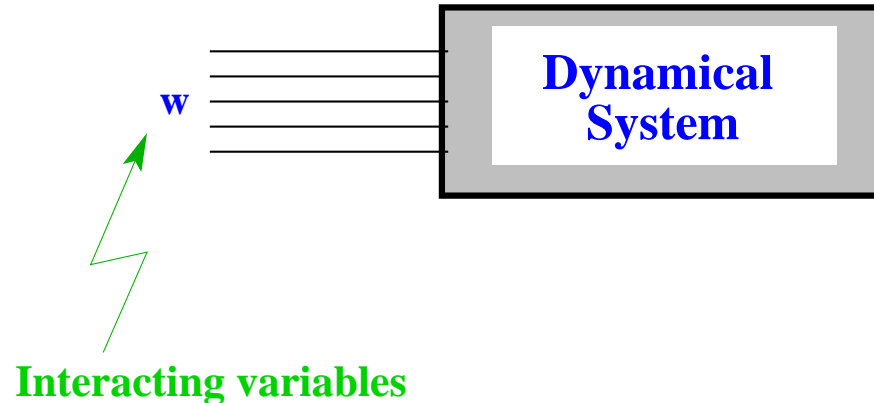 Dynamical
System
w
Interacting variables